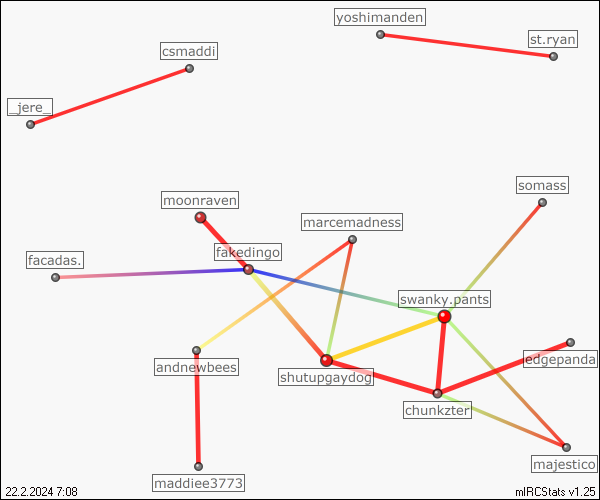 yoshimanden
st.ryan
csmaddi
_jere_
somass
moonraven
marcemadness
fakedingo
facadas.
swanky.pants
edgepanda
andnewbees
shutupgaydog
chunkzter
majestico
maddiee3773
22.2.2024 7:08
mIRCStats v1.25